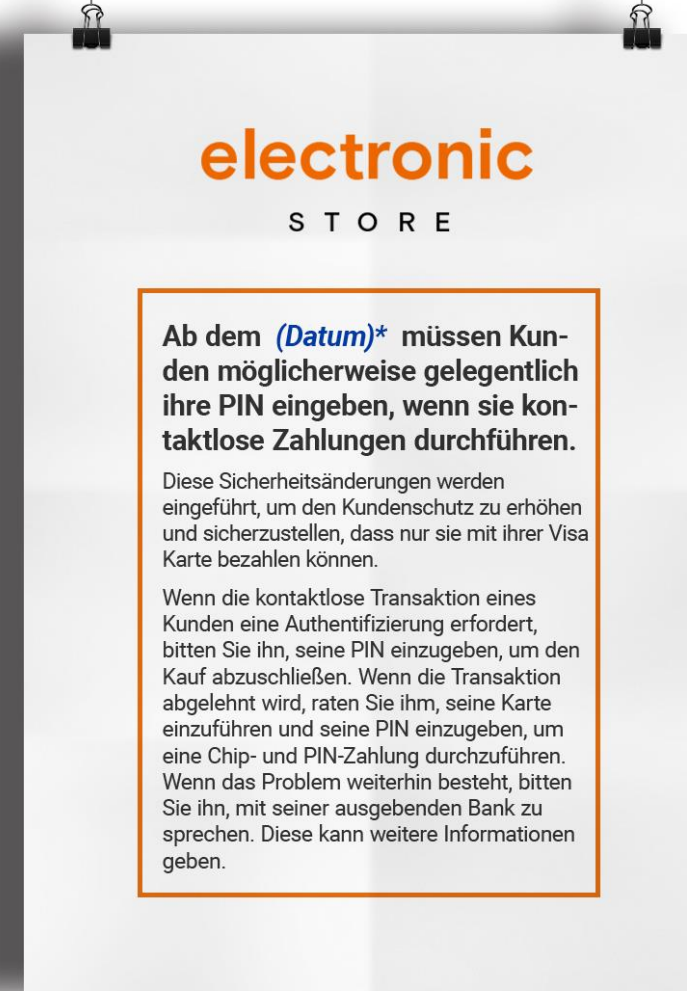 electronic
STORE
Ab dem (Datum)* müssen Kun-
den möglicherweise gelegentlich
ihre PIN eingeben, wenn sie kon-
taktlose Zahlungen durchführen.
Diese Sicherheitsänderungen werden
eingeführt, um den Kundenschutz zu erhöhen
und sicherzustellen, dass nur sie mit ihrer Visa
Karte bezahlen können.
Wenn die kontaktlose Transaktion eines
Kunden eine Authentifizierung erfordert,
bitten Sie ihn, seine PIN einzugeben, um den
Kauf abzuschließen. Wenn die Transaktion
abgelehnt wird, raten Sie ihm, seine Karte
einzuführen und seine PIN einzugeben, um
eine Chip- und PIN-Zahlung durchzuführen.
Wenn das Problem weiterhin besteht, bitten
Sie ihn, mit seiner ausgebenden Bank zu
sprechen. Diese kann weitere Informationen
geben.